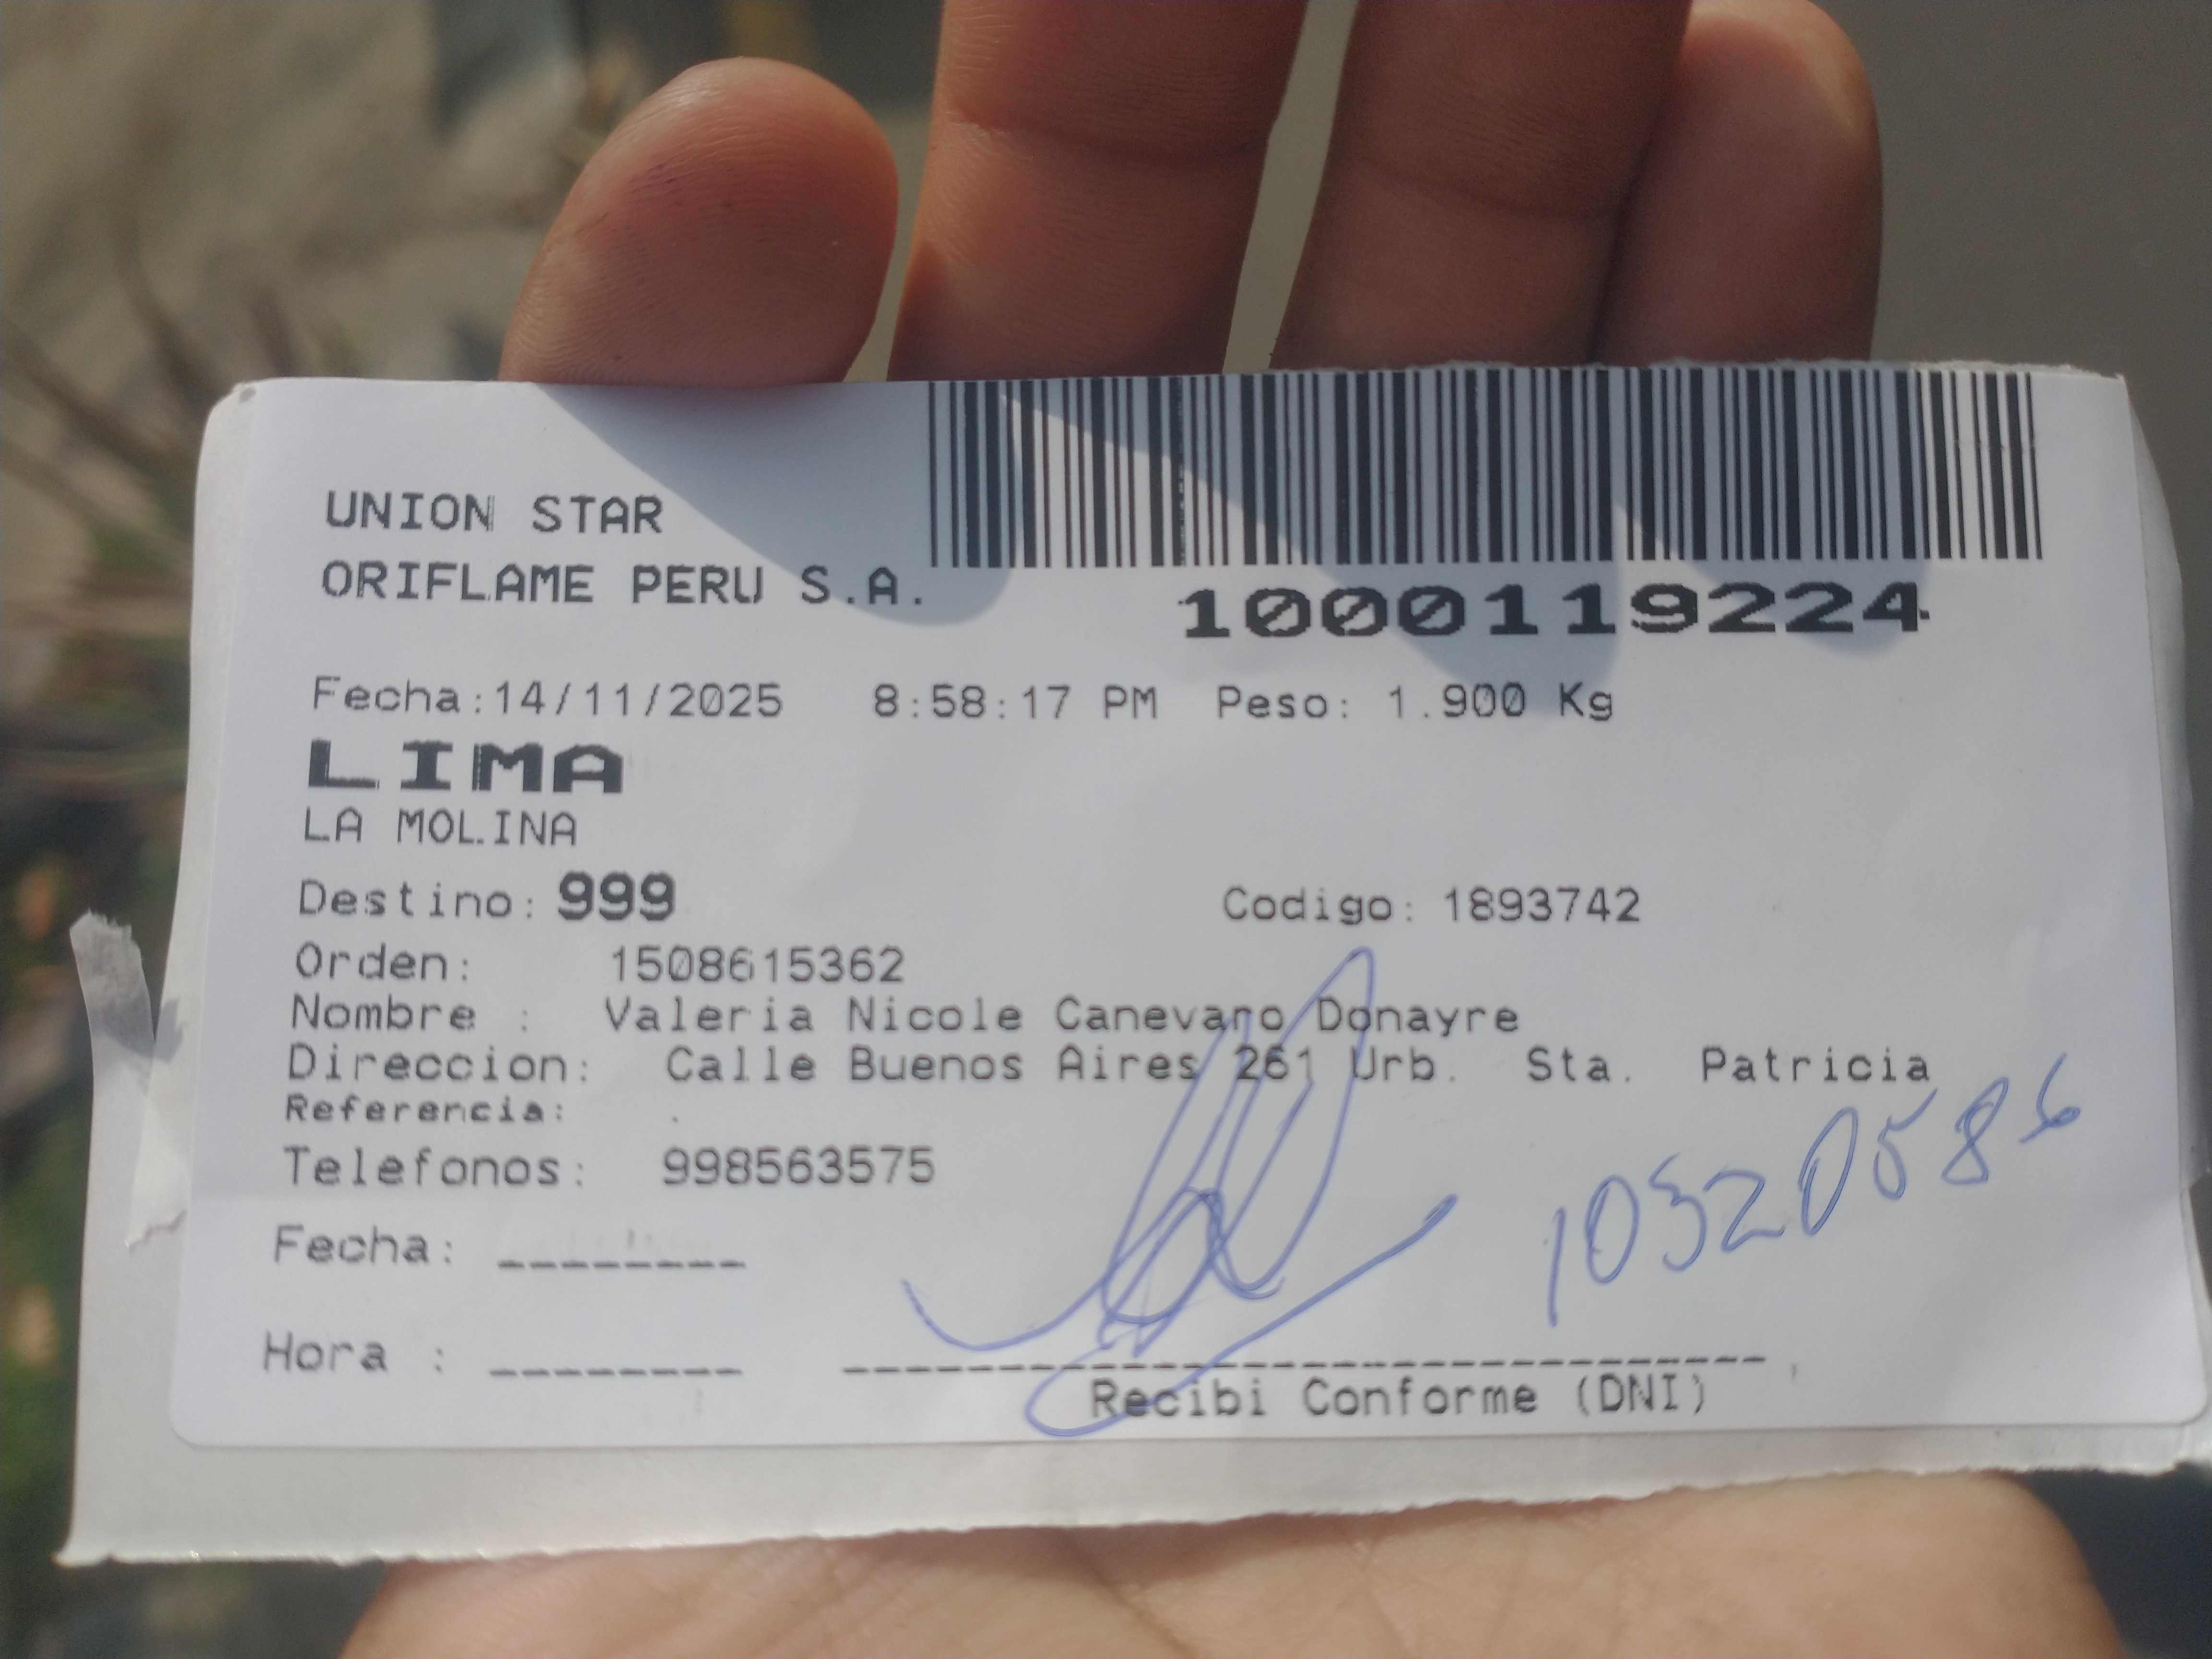 UNION STAR
ORIFLAME PERU S.A.
1000119224
Fecha:14/11/2025 8:58:17 PM Peso: 1.900 Kg
LIMA
LA MOLINA
Destino: 999 Codigo: 1893742
Orden: 1508615362
Nombre : Valeria Nicole Canevaro Donayre
Direccion: Calle Buenos Aires 261 Urb. Sta. Patricia
Referencia: .
Telefonos: 998563575
10320586
Fecha: ________
Hora : ________
Recibi Conforme (DNI)